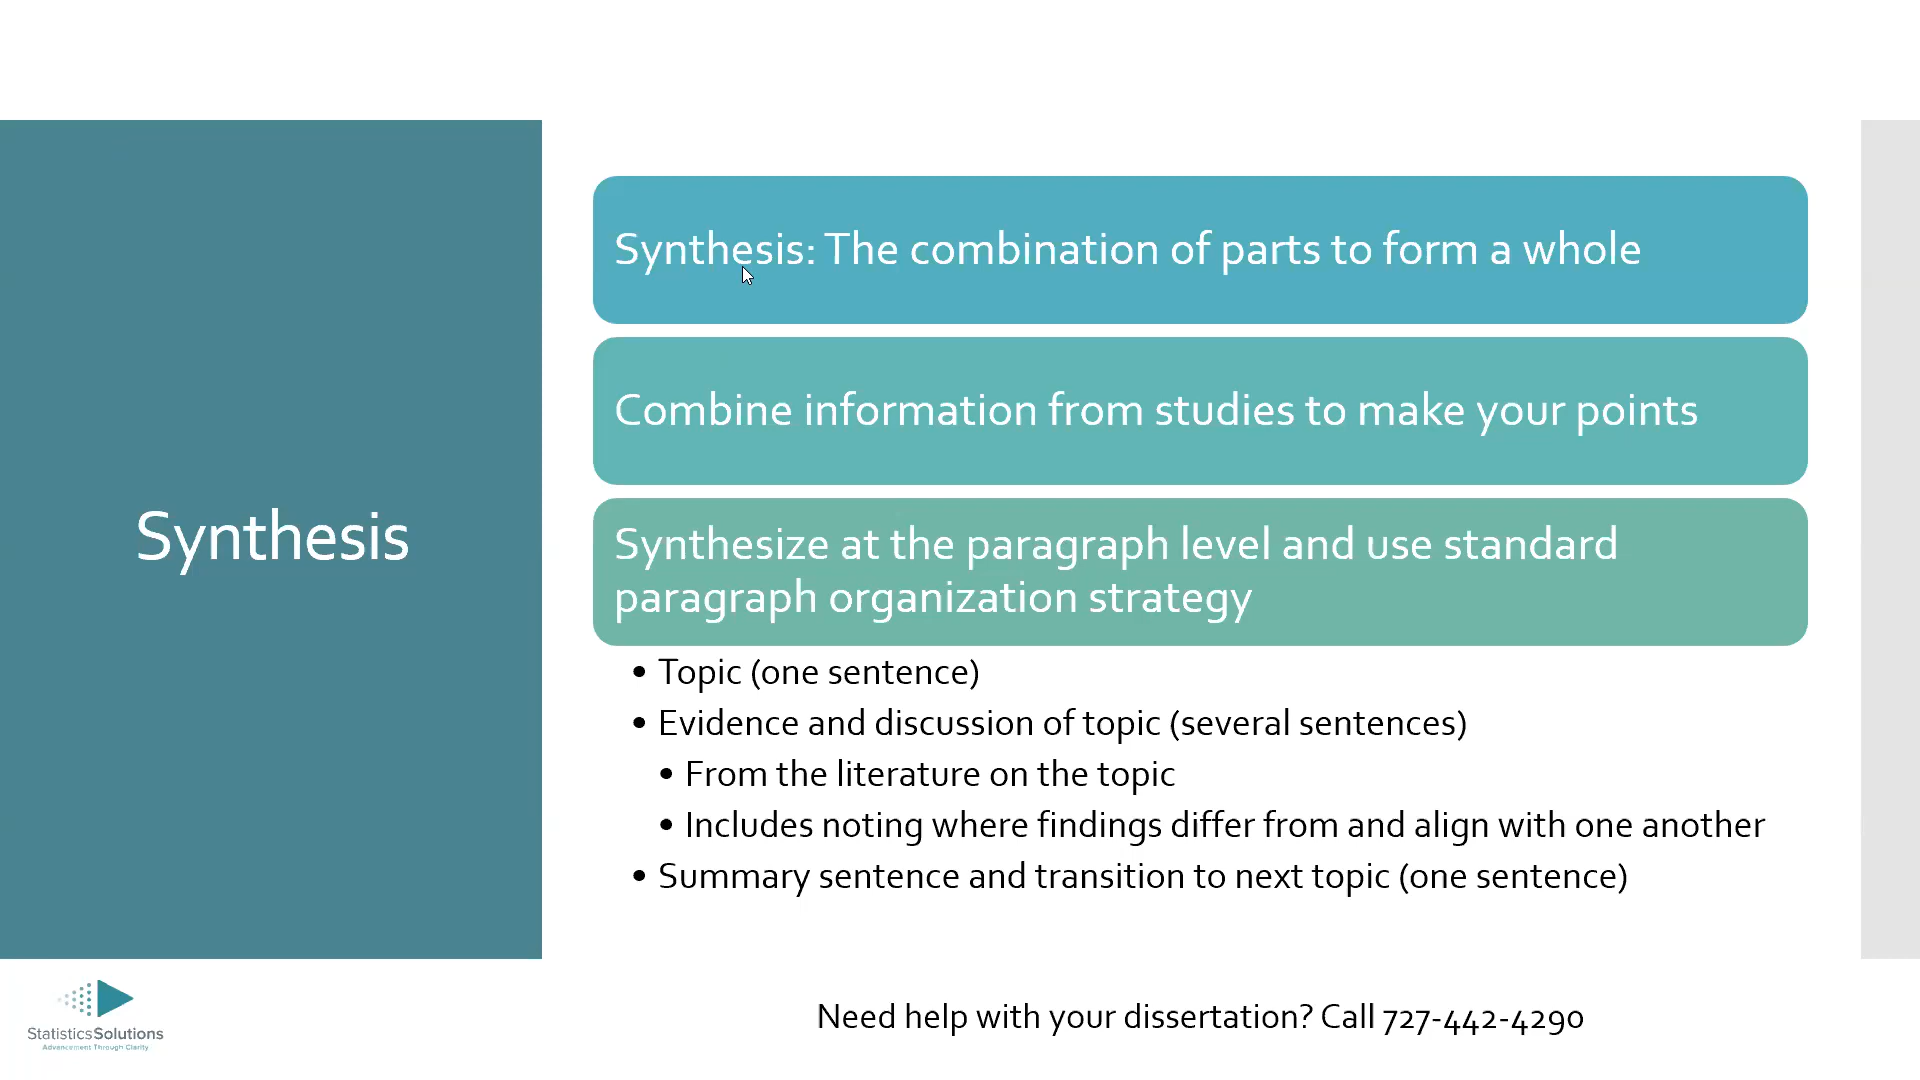 Synthesis
Synthesis: The combination of parts to form a whole
Combine information from studies to make your points
Synthesize at the paragraph level and use standard
paragraph organization strategy
• Topic (one sentence)
• Evidence and discussion of topic (several sentences)
• From the literature on the topic
• Includes noting where findings differ from and align with one another
• Summary sentence and transition to next topic (one sentence)
StatisticsSolutions
Advancement Through Clarity
Need help with your dissertation? Call 727-442-4290